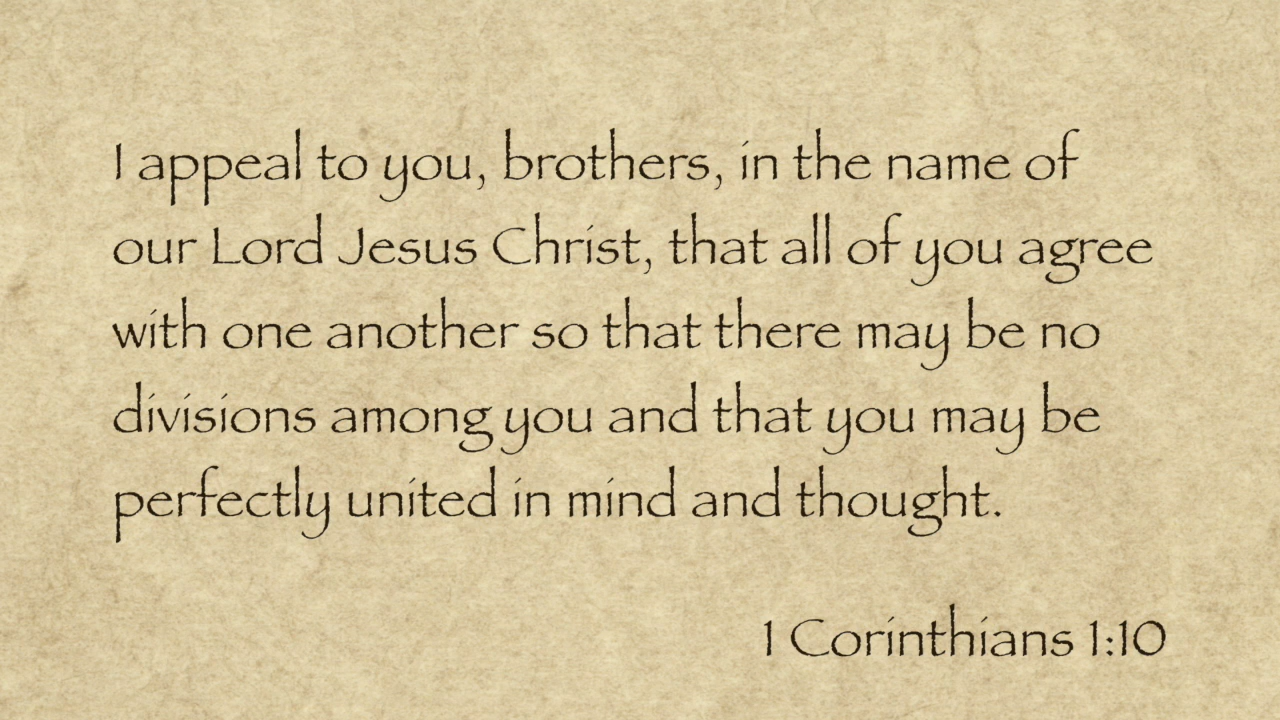 I appeal to you, brothers, in the name of
our Lord Jesus Christ, that all of you agree
with one another so that there may be no
divisions among you and that you may be
perfectly united in mind and thought.
1 Corinthians 1:10